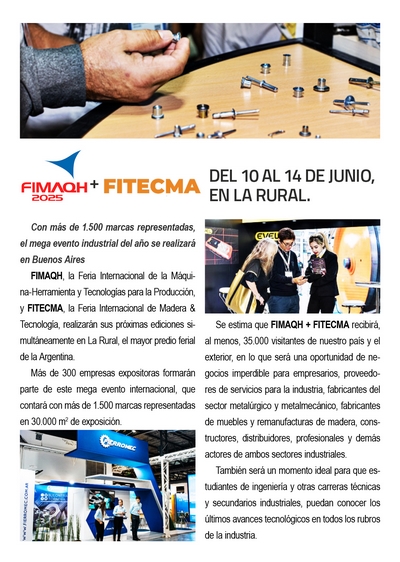 FIMAQH
2025
+ FITECMA
DEL 10 AL 14 DE JUNIO,
EN LA RURAL.
Con más de 1.500 marcas representadas,
el mega evento industrial del año se realizará
en Buenos Aires
FIMAQH, la Feria Internacional de la Máqui-
na-Herramienta y Tecnologías para la Producción,
y FITECMA, la Feria Internacional de Madera &
Tecnología, realizarán sus próximas ediciones si-
multáneamente en La Rural, el mayor predio ferial
de la Argentina.
Más de 300 empresas expositoras formarán
parte de este mega evento internacional, que
contará con más de 1.500 marcas representadas
en 30.000 m² de exposición.
FERROMEC
WWW.FERROMEC.COM.AR
EVEL
Se estima que FIMAQH + FITECMA recibirá,
al menos, 35.000 visitantes de nuestro país y el
exterior, en lo que será una oportunidad de ne-
gocios imperdible para empresarios, proveedo-
res de servicios para la industria, fabricantes del
sector metalúrgico y metalmecánico, fabricantes
de muebles y remanufacturas de madera, cons-
tructores, distribuidores, profesionales y demás
actores de ambos sectores industriales.
También será un momento ideal para que es-
tudiantes de ingeniería y otras carreras técnicas
y secundarios industriales, puedan conocer los
últimos avances tecnológicos en todos los rubros
de la industria.